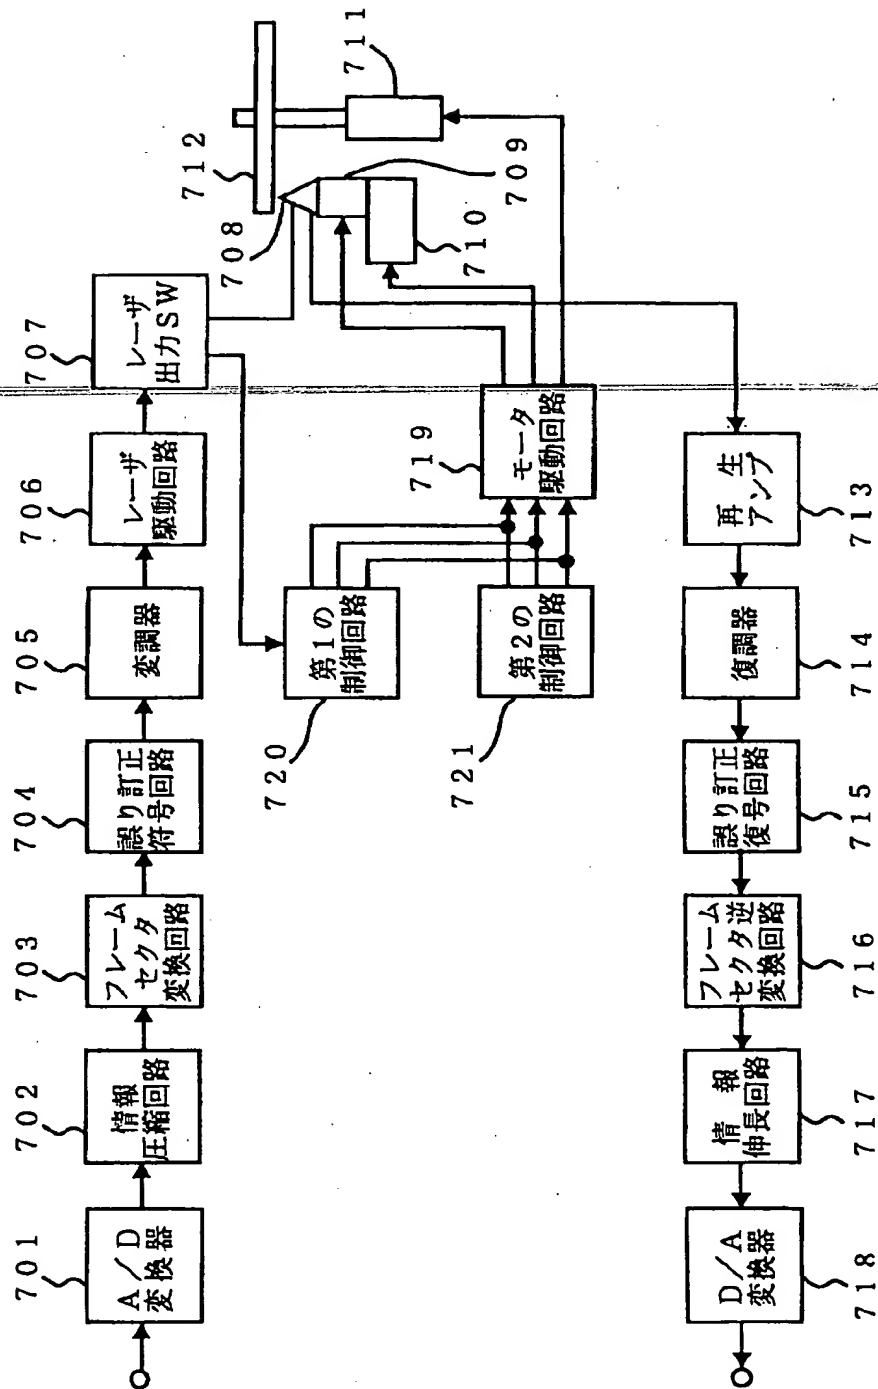 701
A/D
変換器
702
情報
圧縮回路
703
フレーム
セクタ
変換回路
704
誤り訂正
符号回路
705
変調器
706
レーザ
駆動回路
707
レーザ
出力SW
708
712
711
709
710
719
モータ
駆動回路
720
第1の
制御回路
721
第2の
制御回路
再生
アンプ
713
復調器
714
誤り訂正
復号回路
715
フレーム
セクタ逆
変換回路
716
情報
伸長回路
717
D/A
変換器
718